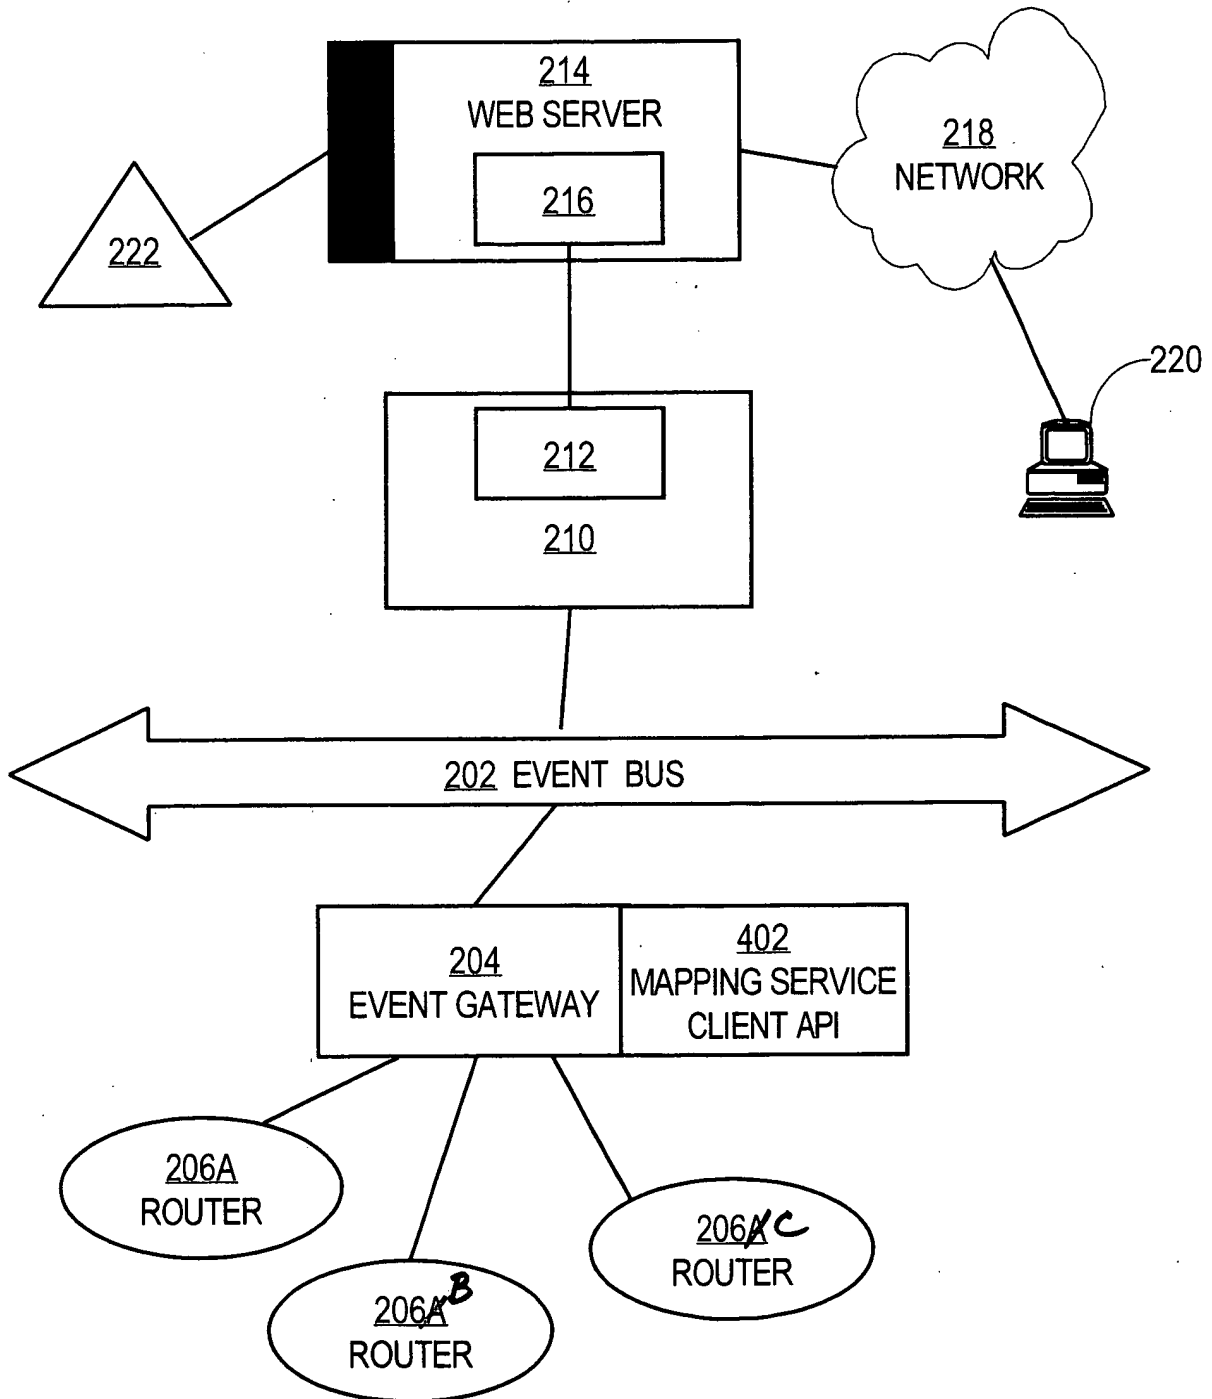 214
WEB SERVER
216
218
NETWORK
222
220
212
210
202 EVENT BUS
204
EVENT GATEWAY
402
MAPPING SERVICE
CLIENT API
206A
ROUTER
206A B
ROUTER
206A C
ROUTER